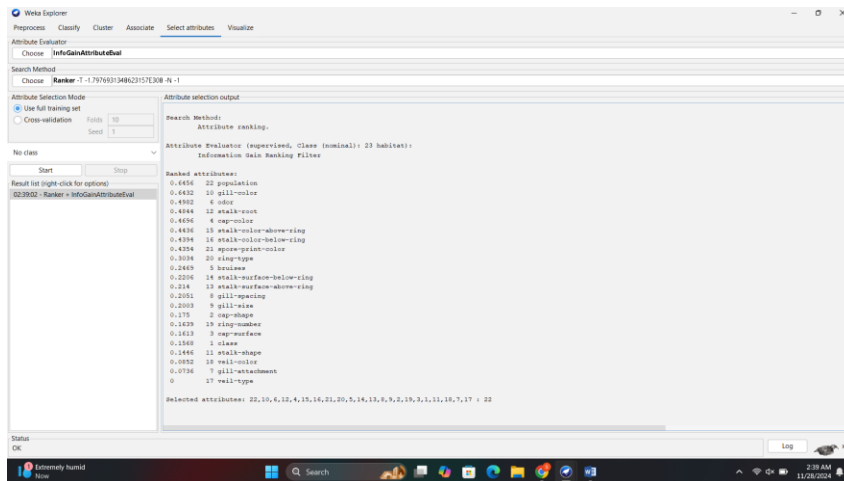 Weka Explorer
Preprocess Classify Cluster Associate Select attributes Visualize
Attribute Evaluator
Choose InfoGainAttributeEval
Search Method
Choose Ranker -T -1.7976931348623157E308 -N -1
Attribute Selection Mode
Use full training set
Cross-validation Folds 10
Seed 1
No class
Start Stop
Result list (right-click for options)
02:39:02 - Ranker + InfoGainAttributeEval
Attribute selection output
Search Method:
Attribute ranking.
Attribute Evaluator (supervised, Class (nominal): 23 habitat):
Information Gain Ranking Filter
Ranked attributes:
0.6456 22 population
0.6432 10 gill-color
0.4902 6 odor
0.4844 12 stalk-root
0.4696 4 cap-color
0.4436 15 stalk-color-above-ring
0.4394 16 stalk-color-below-ring
0.4354 21 spore-print-color
0.3034 20 ring-type
0.2469 5 bruises
0.2206 14 stalk-surface-below-ring
0.214 13 stalk-surface-above-ring
0.2051 8 gill-spacing
0.2003 9 gill-size
0.175 2 cap-shape
0.1639 19 ring-number
0.1613 3 cap-surface
0.1568 1 class
0.1446 11 stalk-shape
0.0852 18 veil-color
0.0736 7 gill-attachment
0 17 veil-type
Selected attributes: 22,10,6,12,4,15,16,21,20,5,14,13,8,9,2,19,3,1,11,18,7,17 : 22
Status
OK
Log
Extremely humid
Now
Search
2:39 AM
11/28/2024